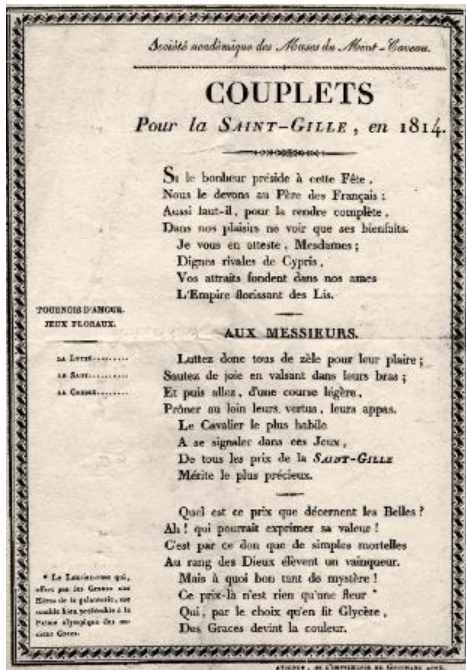 Société académique des Muses du Mont-Caveau.
COUPLETS
Pour la SAINT-GILLE, en 1814.
Si le bonheur préside à cette Fête,
Nous le devons au Père des Français ;
Aussi faut-il, pour la rendre complète,
Dans nos plaisirs ne voir que ses bienfaits.
Je vous en atteste, Mesdames ;
Dignes rivales de Cypris,
Vos attraits fondent dans nos ames
L'Empire florissant des Lis.
TOURNOIS D'AMOUR.
JEUX FLORAUX.
LA LUTTE.........
LE SAUT.........
LA COURSE.........
AUX MESSIEURS.
Luttez donc tous de zèle pour leur plaire ;
Sautez de joie en valsant dans leurs bras ;
Et puis allez, d'une course légère,
Prôner au loin leurs vertus, leurs appas.
Le Cavalier le plus habile
A se signaler dans ces Jeux,
De tous les prix de la SAINT-GILLE
Mérite le plus précieux.
Quel est ce prix que décernent les Belles ?
Ah ! qui pourrait exprimer sa valeur !
C'est par ce don que de simples mortelles
Au rang des Dieux élèvent un vainqueur.
Mais à quoi bon tant de mystère !
Ce prix-là n'est rien qu'une fleur *
Qui, par le choix qu'en fit Glycère,
Des Graces devint la couleur.
* Le qui,
offert par les Graces aux
Héros de la galanterie, me
semble bien préférable à la
Palme olympique des an-
ciens Grecs.
AVIGNON, DE L'IMPRIMERIE DE GUICHARD AINÉ.